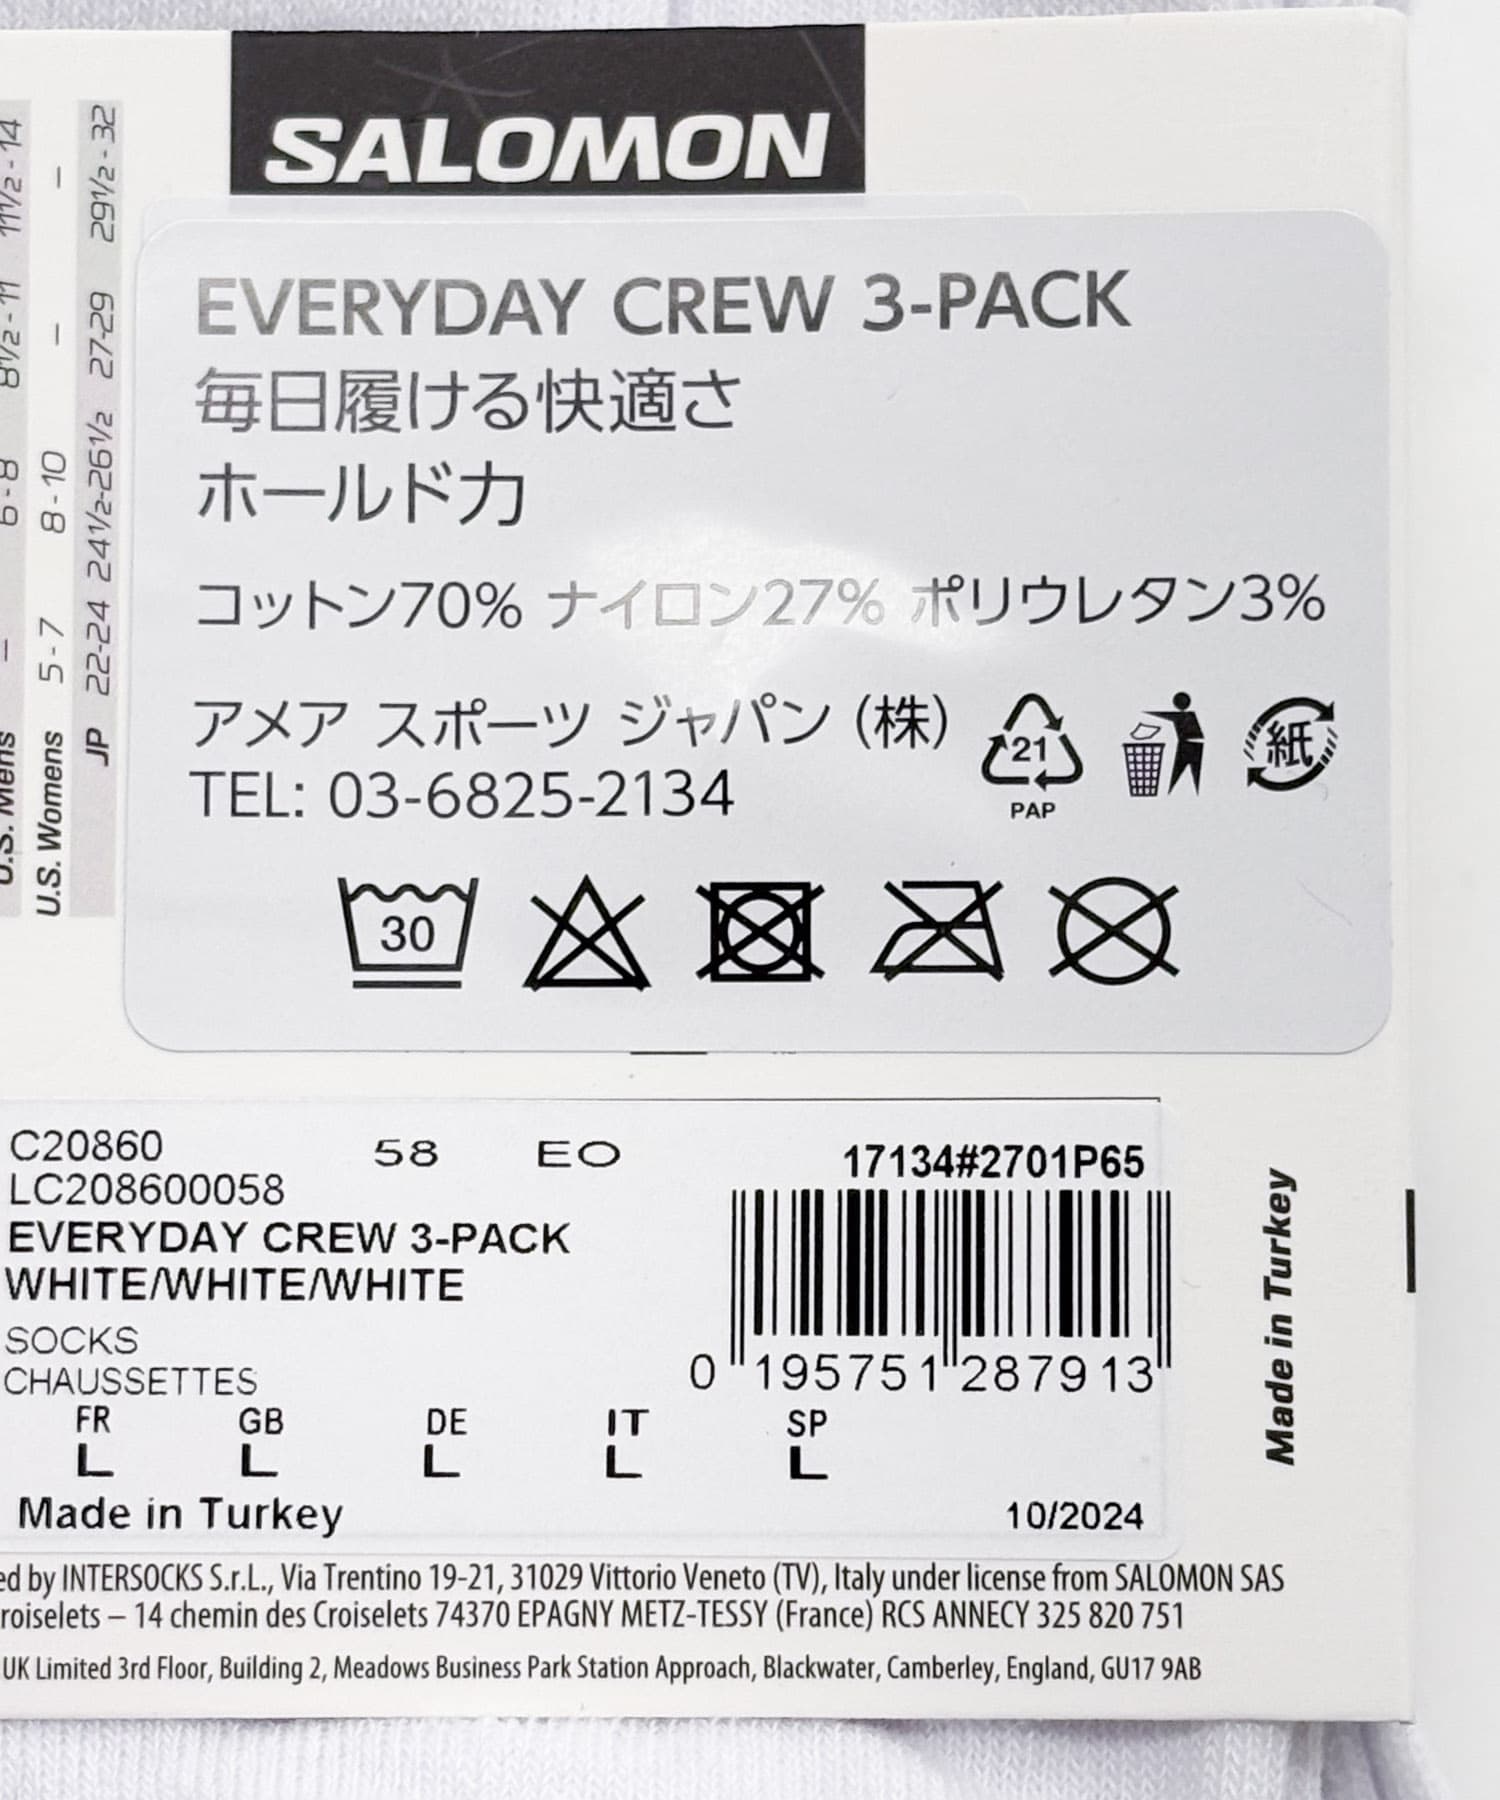 SALOMON
11½-14
8½-11
6-8
–
U.S. Mens
–
–
8-10
5-7
U.S. Womens
29½-32
27-29
24½-26½
22-24
JP
EVERYDAY CREW 3-PACK
毎日履ける快適さ
ホールド力
コットン70% ナイロン27% ポリウレタン3%
アメア スポーツ ジャパン (株)
TEL: 03-6825-2134
21
PAP
紙
30
C20860 58 EO
LC208600058
EVERYDAY CREW 3-PACK
WHITE/WHITE/WHITE
SOCKS
CHAUSSETTES
17134#2701P65
0 195751 287913
FR GB DE IT SP
L L L L L
Made in Turkey
10/2024
Made in Turkey
by INTERSOCKS S.r.L., Via Trentino 19-21, 31029 Vittorio Veneto (TV), Italy under license from SALOMON SAS
– 14 chemin des Croiselets 74370 EPAGNY METZ-TESSY (France) RCS ANNECY 325 820 751
UK Limited 3rd Floor, Building 2, Meadows Business Park Station Approach, Blackwater, Camberley, England, GU17 9AB